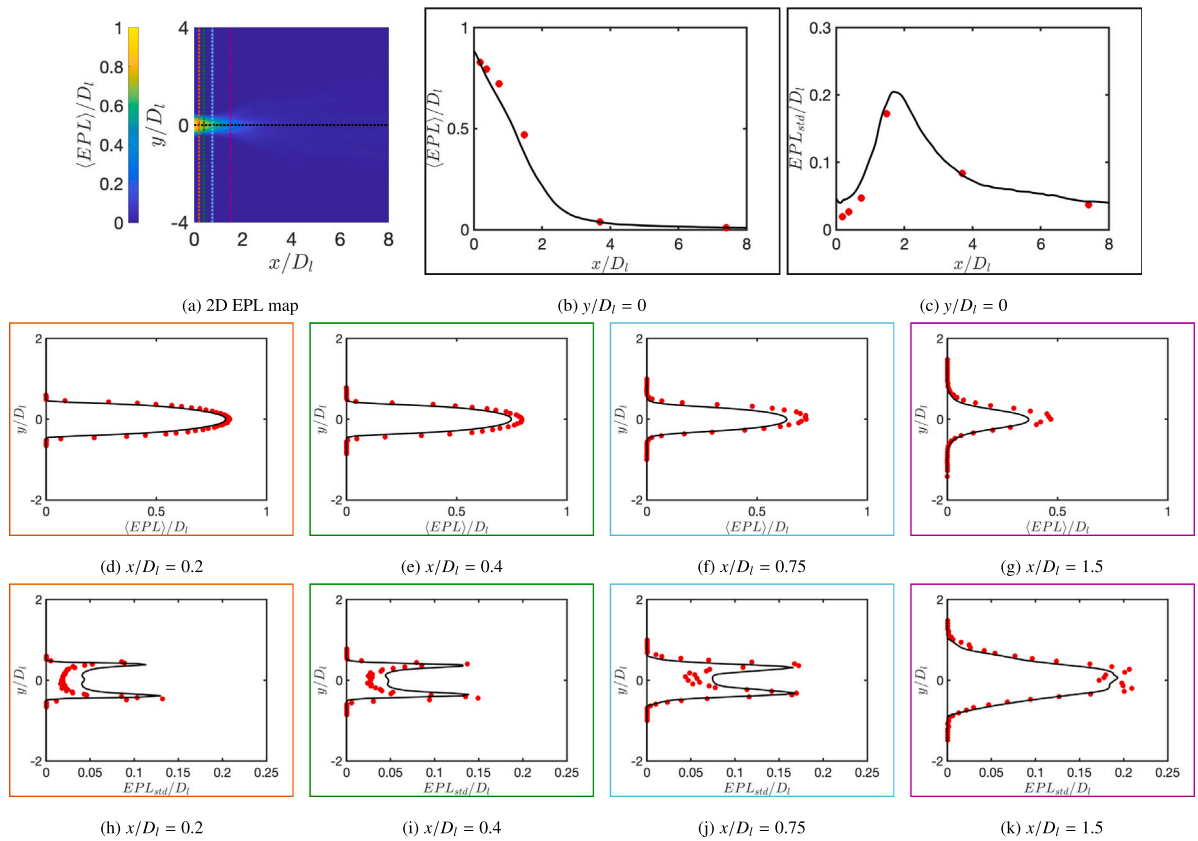 1
0.8
0.6
0.4
0.2
0
⟨EPL⟩/D_l
4
0
-4
y/D_l
0 2 4 6 8
x/D_l
1
0.5
0
⟨EPL⟩/D_l
0 2 4 6 8
x/D_l
0.3
0.2
0.1
0
EPL_std/D_l
0 2 4 6 8
x/D_l
(a) 2D EPL map (b) y/D_l = 0 (c) y/D_l = 0
2
0
-2
y/D_l
0 0.5 1
⟨EPL⟩/D_l
2
0
-2
y/D_l
0 0.5 1
⟨EPL⟩/D_l
2
0
-2
y/D_l
0 0.5 1
⟨EPL⟩/D_l
2
0
-2
y/D_l
0 0.5 1
⟨EPL⟩/D_l
(d) x/D_l = 0.2 (e) x/D_l = 0.4 (f) x/D_l = 0.75 (g) x/D_l = 1.5
2
0
-2
y/D_l
0 0.05 0.1 0.15 0.2 0.25
EPL_std/D_l
2
0
-2
y/D_l
0 0.05 0.1 0.15 0.2 0.25
EPL_std/D_l
2
0
-2
y/D_l
0 0.05 0.1 0.15 0.2 0.25
EPL_std/D_l
2
0
-2
y/D_l
0 0.05 0.1 0.15 0.2 0.25
EPL_std/D_l
(h) x/D_l = 0.2 (i) x/D_l = 0.4 (j) x/D_l = 0.75 (k) x/D_l = 1.5